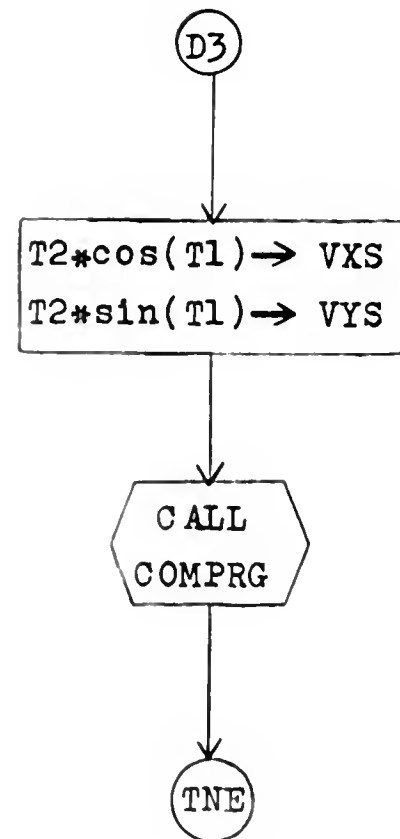 D3
T2*cos(T1)→ VXS
T2*sin(T1)→ VYS
CALL
COMPRG
TNE